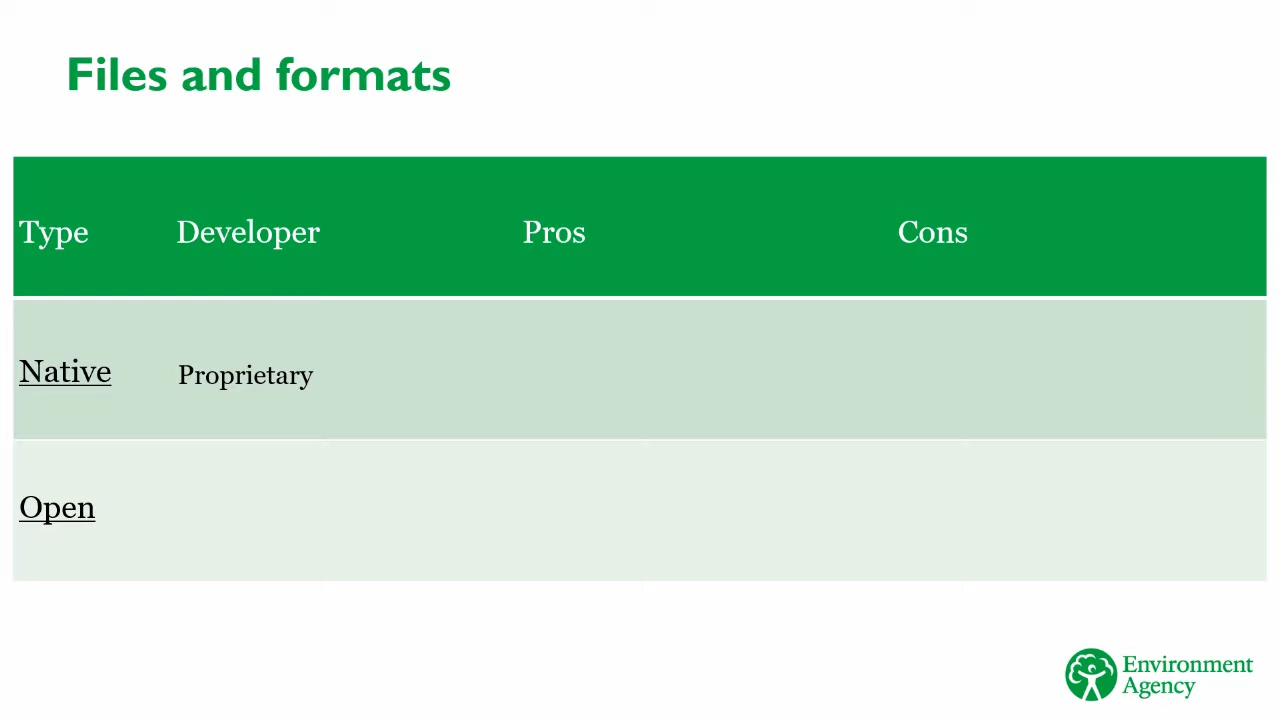 Files and formats
Type Developer Pros Cons
Native Proprietary
Open
Environment
Agency